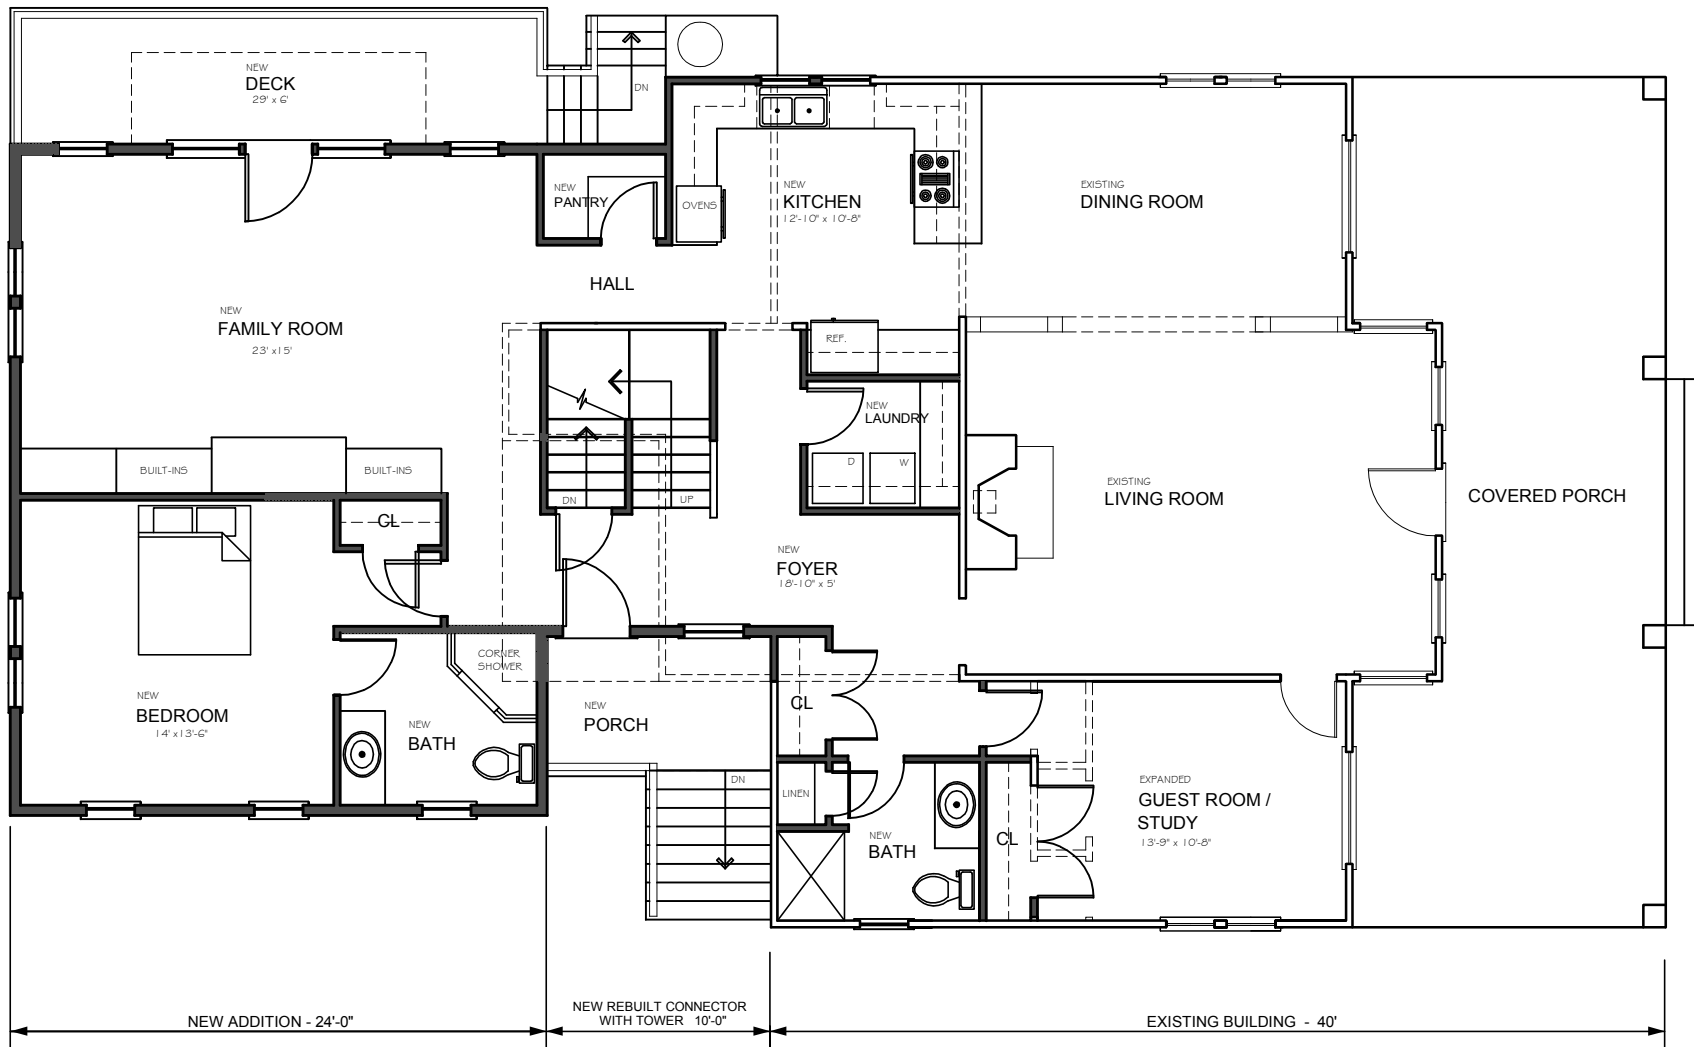 NEW
DECK
29' x 6'
DN
NEW
PANTRY
OVENS
NEW
KITCHEN
12'-10" x 10'-8"
EXISTING
DINING ROOM
HALL
NEW
FAMILY ROOM
23' x15'
REF.
NEW
LAUNDRY
D
W
BUILT-INS
BUILT-INS
DN
UP
EXISTING
LIVING ROOM
COVERED PORCH
CL
NEW
FOYER
18'-10" x 5'
CORNER
SHOWER
NEW
BEDROOM
14' x13'-6"
NEW
BATH
NEW
PORCH
CL
DN
LINEN
NEW
BATH
CL
EXPANDED
GUEST ROOM /
STUDY
13'-9" x 10'-8"
NEW ADDITION - 24'-0"
NEW REBUILT CONNECTOR
WITH TOWER 10'-0"
EXISTING BUILDING - 40'